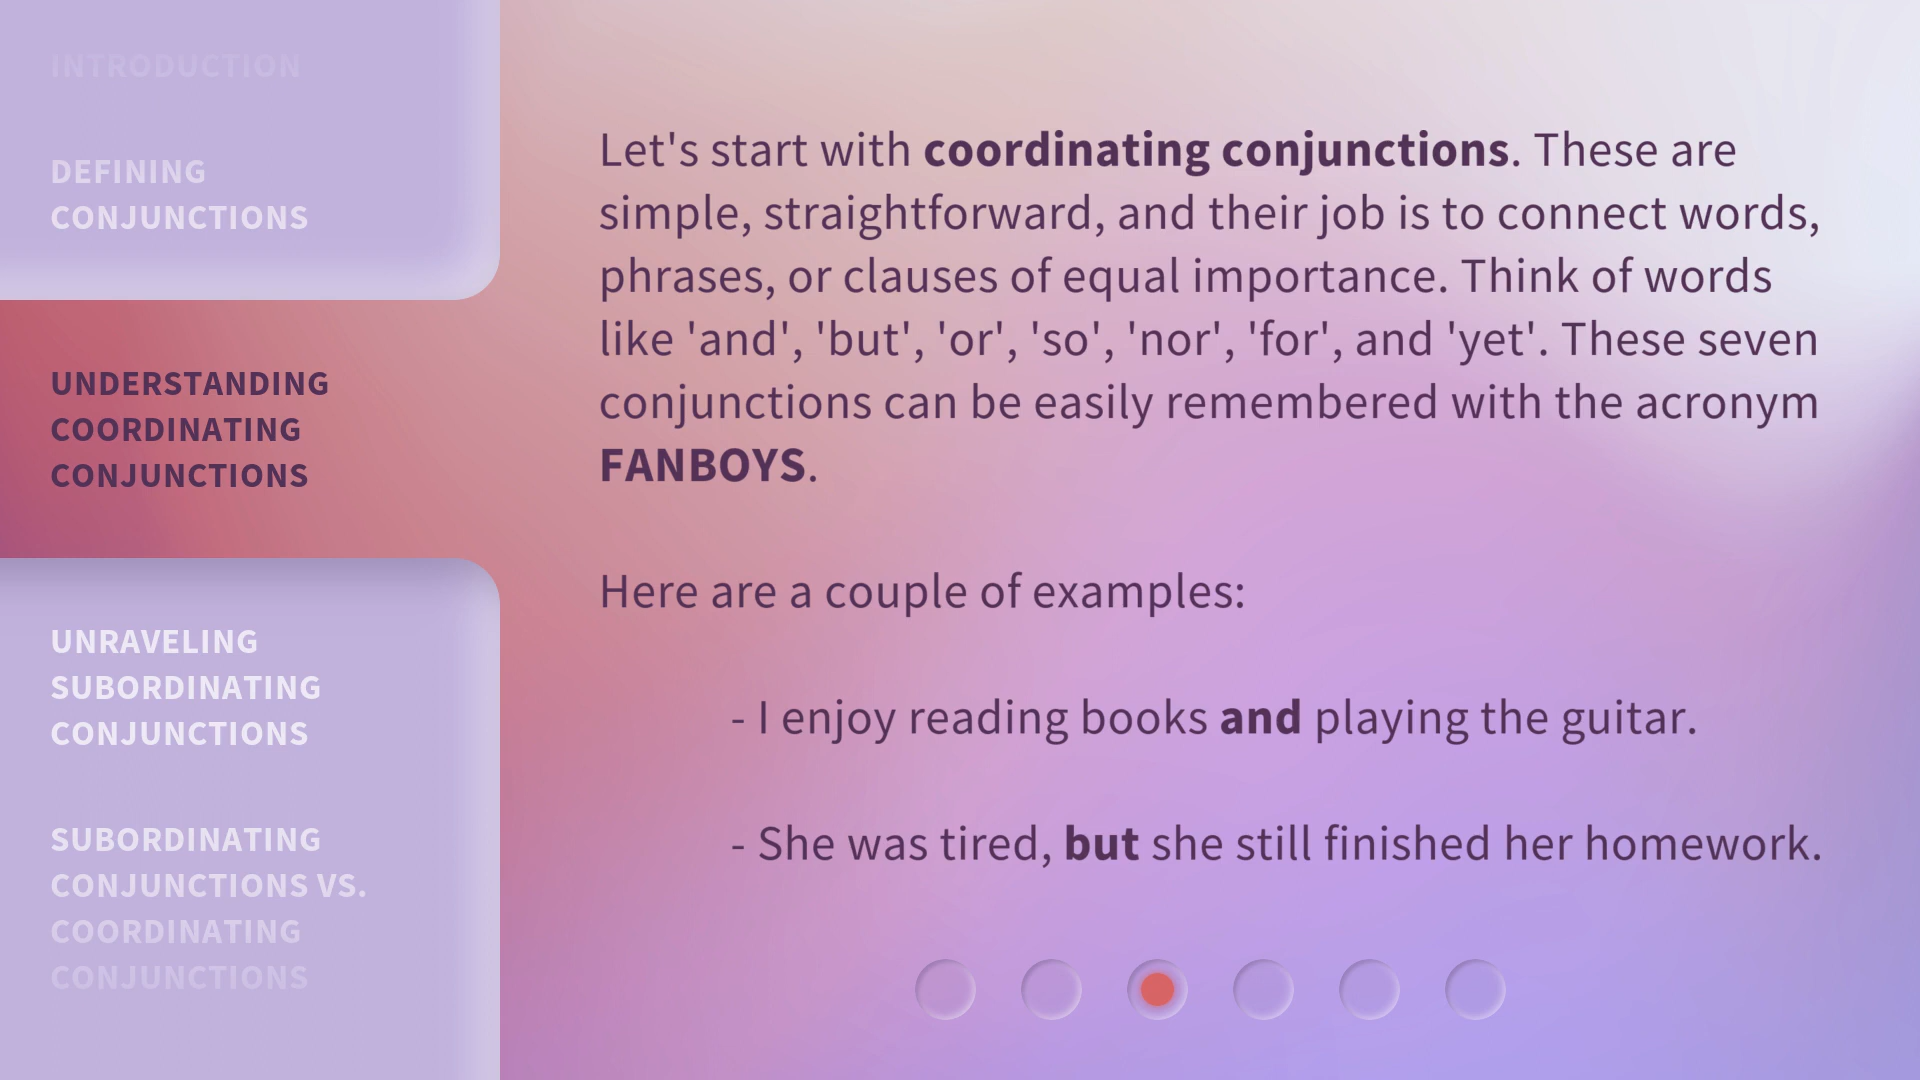 INTRODUCTION
DEFINING
CONJUNCTIONS
UNDERSTANDING
COORDINATING
CONJUNCTIONS
UNRAVELING
SUBORDINATING
CONJUNCTIONS
SUBORDINATING
CONJUNCTIONS VS.
COORDINATING
CONJUNCTIONS
Let's start with coordinating conjunctions. These are
simple, straightforward, and their job is to connect words,
phrases, or clauses of equal importance. Think of words
like 'and', 'but', 'or', 'so', 'nor', 'for', and 'yet'. These seven
conjunctions can be easily remembered with the acronym
FANBOYS.
Here are a couple of examples:
- I enjoy reading books and playing the guitar.
- She was tired, but she still finished her homework.